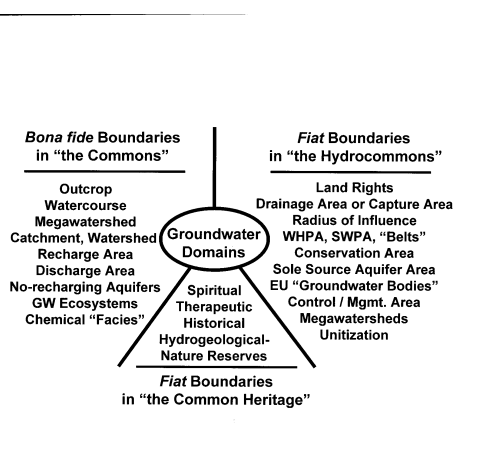 Bona fide Boundaries
in “the Commons”
Outcrop
Watercourse
Megawatershed
Catchment, Watershed
Recharge Area
Discharge Area
No-recharging Aquifers
GW Ecosystems
Chemical “Facies”
Fiat Boundaries
in “the Hydrocommons”
Land Rights
Drainage Area or Capture Area
Radius of Influence
WHPA, SWPA, “Belts”
Conservation Area
Sole Source Aquifer Area
EU “Groundwater Bodies”
Control / Mgmt. Area
Megawatersheds
Unitization
Groundwater
Domains
Spiritual
Therapeutic
Historical
Hydrogeological-
Nature Reserves
Fiat Boundaries
in “the Common Heritage”